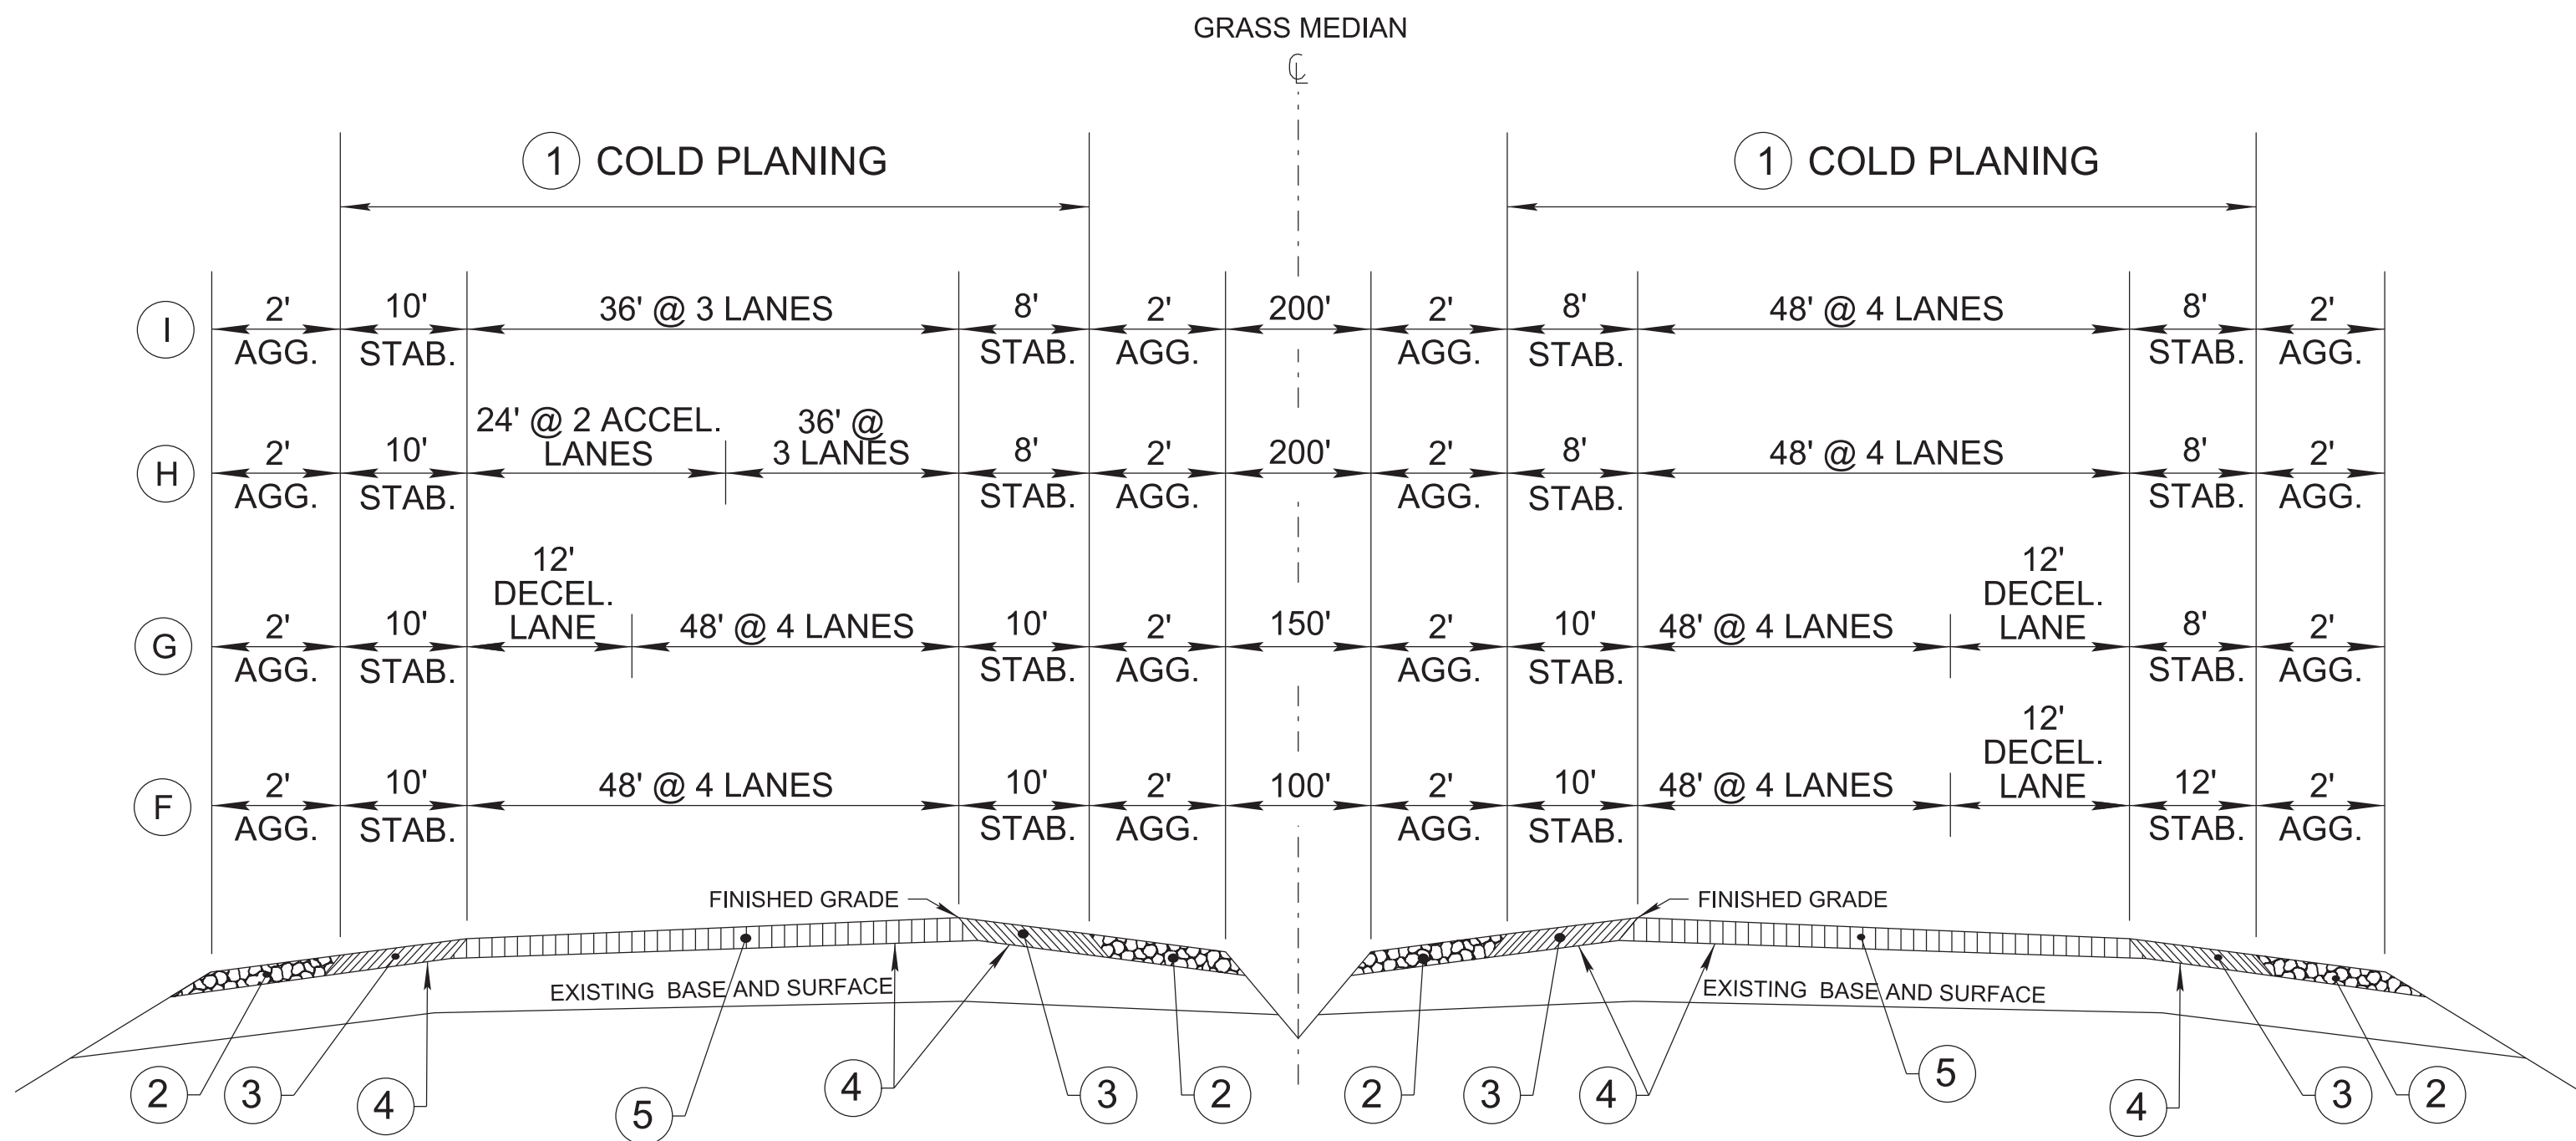 GRASS MEDIAN
CL
1 COLD PLANING 1 COLD PLANING
I 2' 10' 36' @ 3 LANES 8' 2' 200' 2' 8' 48' @ 4 LANES 8' 2'
AGG. STAB. STAB. AGG. AGG. STAB. STAB. AGG.
24' @ 2 ACCEL. 36' @
LANES 3 LANES
H 2' 10' 8' 2' 200' 2' 8' 48' @ 4 LANES 8' 2'
AGG. STAB. STAB. AGG. AGG. STAB. STAB. AGG.
12' 12'
DECEL. DECEL.
G 2' 10' LANE 48' @ 4 LANES 10' 2' 150' 2' 10' 48' @ 4 LANES LANE 8' 2'
AGG. STAB. STAB. AGG. AGG. STAB. STAB. AGG.
12'
DECEL.
F 2' 10' 48' @ 4 LANES 10' 2' 100' 2' 10' 48' @ 4 LANES LANE 12' 2'
AGG. STAB. STAB. AGG. AGG. STAB. STAB. AGG.
FINISHED GRADE FINISHED GRADE
EXISTING BASE AND SURFACE EXISTING BASE AND SURFACE
2 3 4 5 4 3 2 2 3 4 5 4 3 2